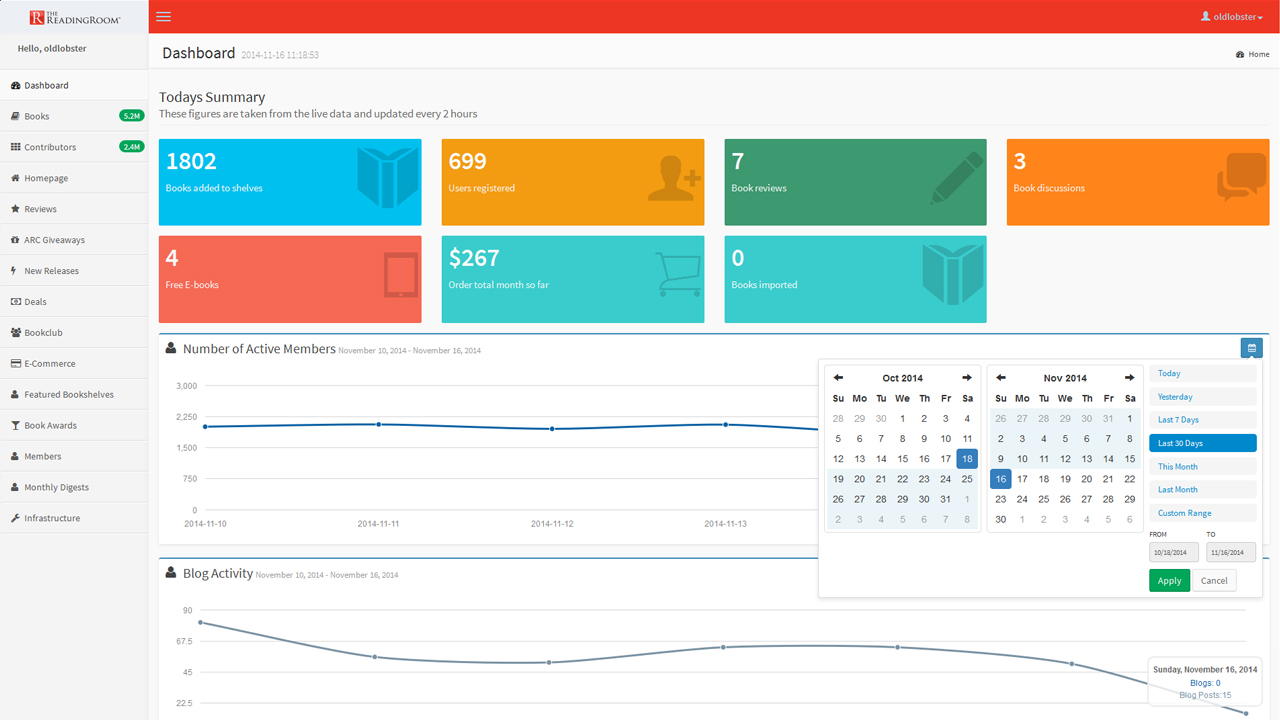 THE
R READINGROOM
Hello, oldlobster
Dashboard
Books 5.2M
Contributors 2.4M
Homepage
Reviews
ARC Giveaways
New Releases
Deals
Bookclub
E-Commerce
Featured Bookshelves
Book Awards
Members
Monthly Digests
Infrastructure
oldlobster
Dashboard 2014-11-16 11:18:53
Home
Todays Summary
These figures are taken from the live data and updated every 2 hours
1802
Books added to shelves
699
Users registered
7
Book reviews
3
Book discussions
4
Free E-books
$267
Order total month so far
0
Books imported
Number of Active Members November 10, 2014 - November 16, 2014
3,000
2,250
1,500
750
0
2014-11-10 2014-11-11 2014-11-12 2014-11-13
Oct 2014
Su Mo Tu We Th Fr Sa
28 29 30 1 2 3 4
5 6 7 8 9 10 11
12 13 14 15 16 17 18
19 20 21 22 23 24 25
26 27 28 29 30 31 1
2 3 4 5 6 7 8
Nov 2014
Su Mo Tu We Th Fr Sa
26 27 28 29 30 31 1
2 3 4 5 6 7 8
9 10 11 12 13 14 15
16 17 18 19 20 21 22
23 24 25 26 27 28 29
30 1 2 3 4 5 6
Today
Yesterday
Last 7 Days
Last 30 Days
This Month
Last Month
Custom Range
FROM TO
10/18/2014 11/16/2014
Apply Cancel
Blog Activity November 10, 2014 - November 16, 2014
90
67.5
45
22.5
Sunday, November 16, 2014
Blogs: 0
Blog Posts: 15